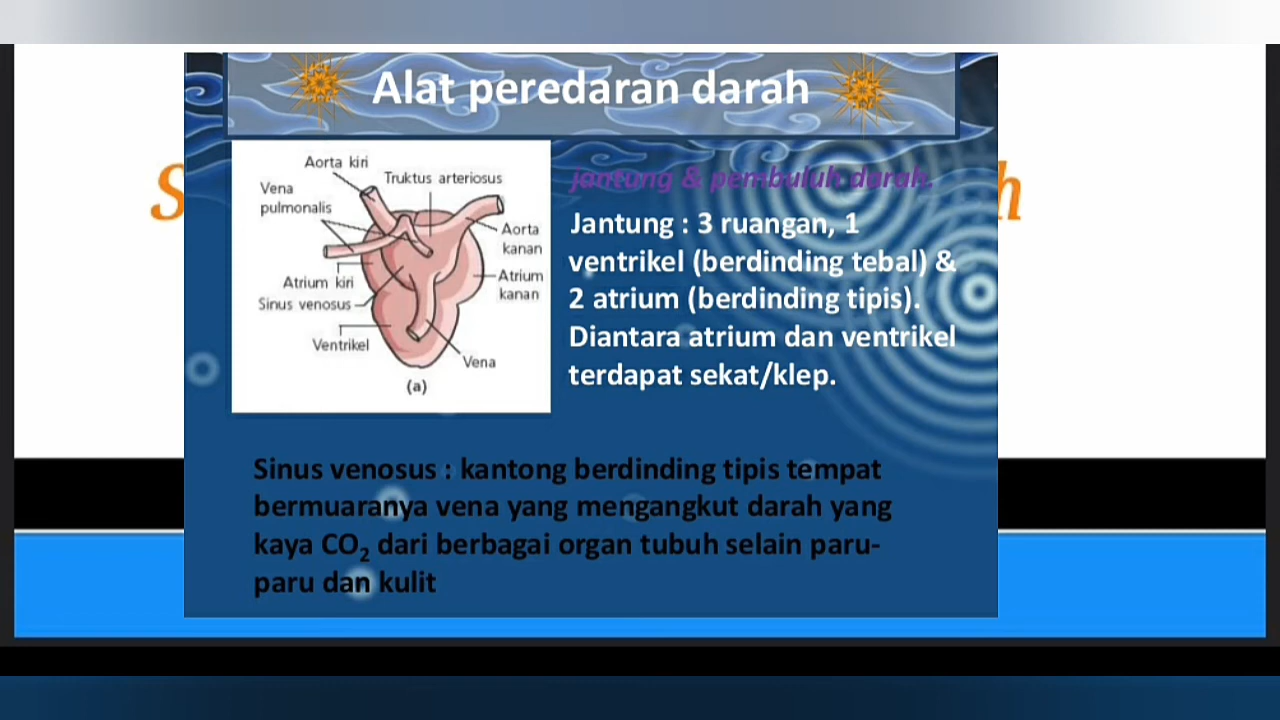 Alat peredaran darah
Aorta kiri
Truktus arteriosus
Vena
pulmonalis
Aorta
kanan
Atrium kiri
Atrium
kanan
Sinus venosus
Ventrikel
Vena
(a)
Jantung & pembuluh darah.
Jantung : 3 ruangan, 1
ventrikel (berdinding tebal) &
2 atrium (berdinding tipis).
Diantara atrium dan ventrikel
terdapat sekat/klep.
Sinus venosus : kantong berdinding tipis tempat
bermuaranya vena yang mengangkut darah yang
kaya CO₂ dari berbagai organ tubuh selain paru-
paru dan kulit